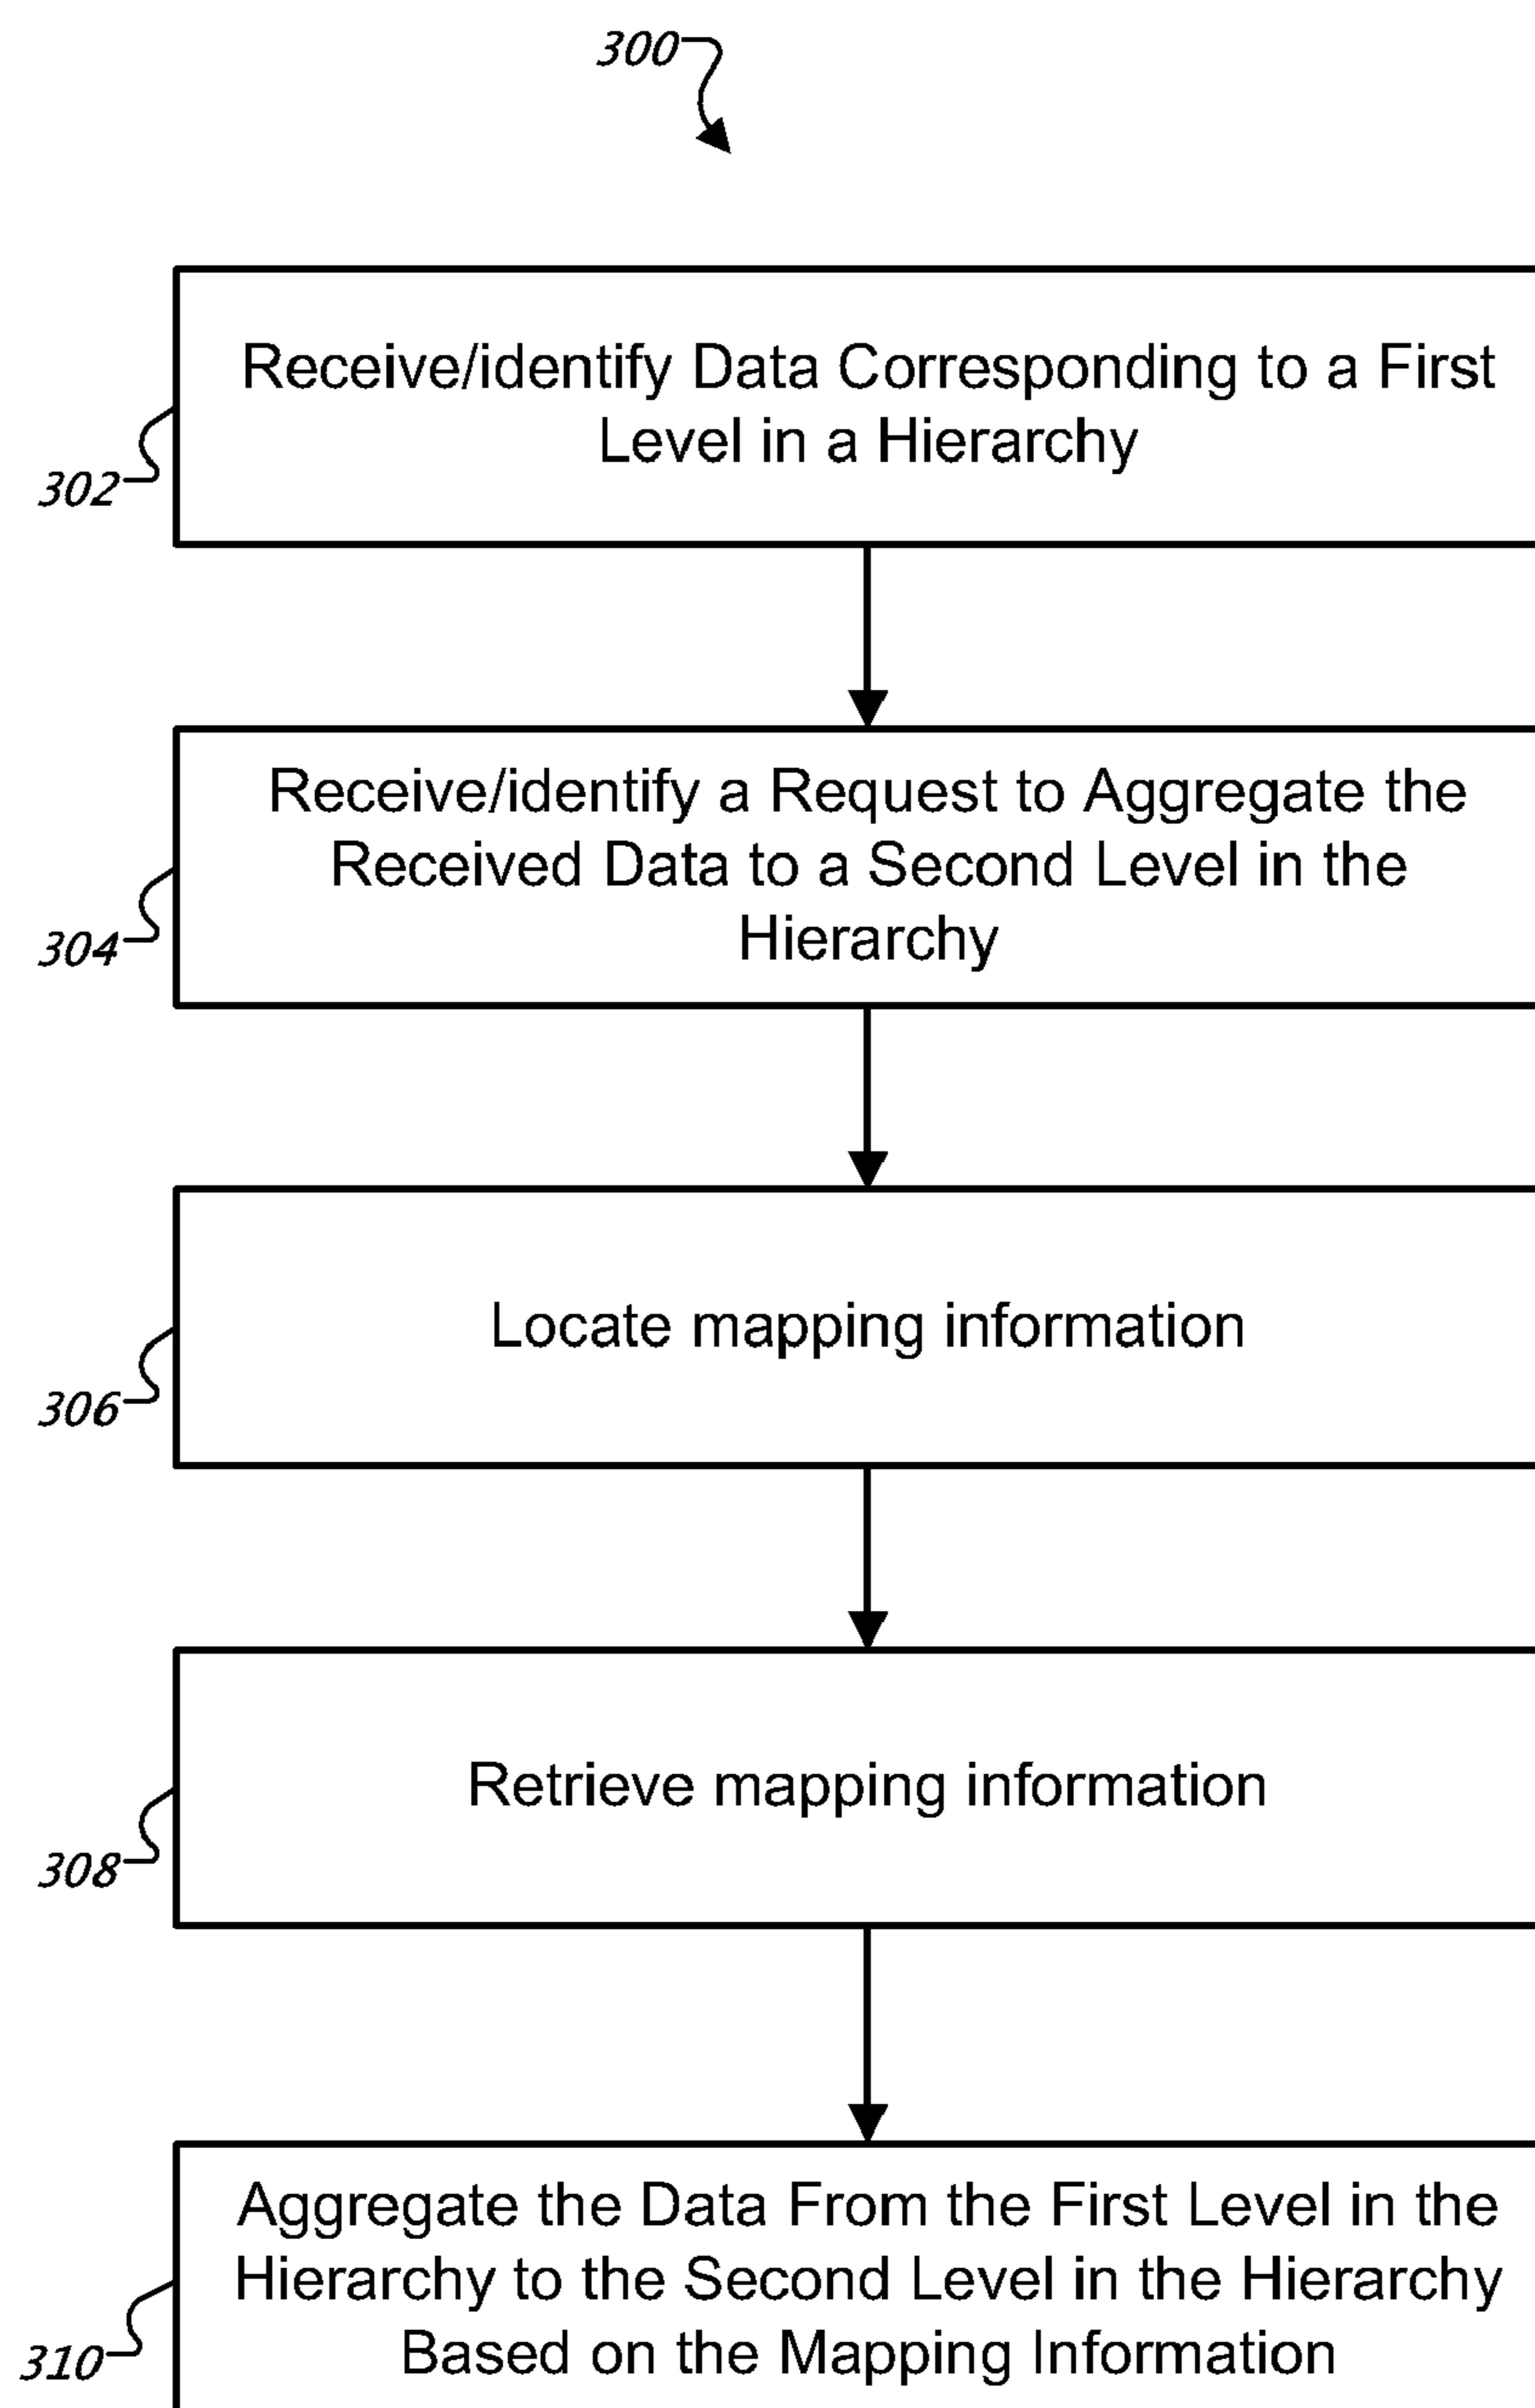 300
Receive/identify Data Corresponding to a First
Level in a Hierarchy
302
Receive/identify a Request to Aggregate the
Received Data to a Second Level in the
Hierarchy
304
Locate mapping information
306
Retrieve mapping information
308
Aggregate the Data From the First Level in the
Hierarchy to the Second Level in the Hierarchy
Based on the Mapping Information
310